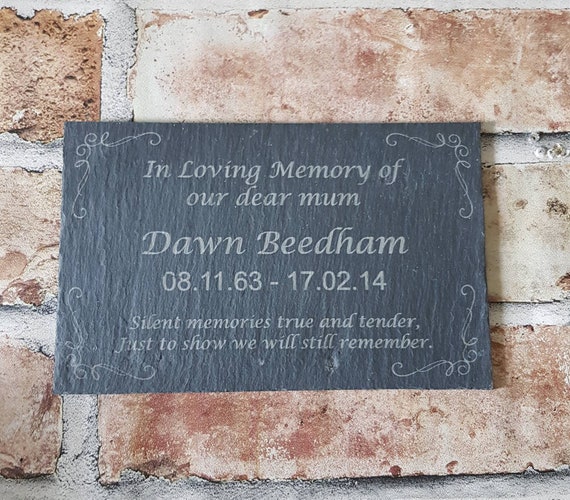 In Loving Memory of
our dear mum
Dawn Beedham
08.11.63 - 17.02.14
Silent memories true and tender,
Just to show we will still remember.